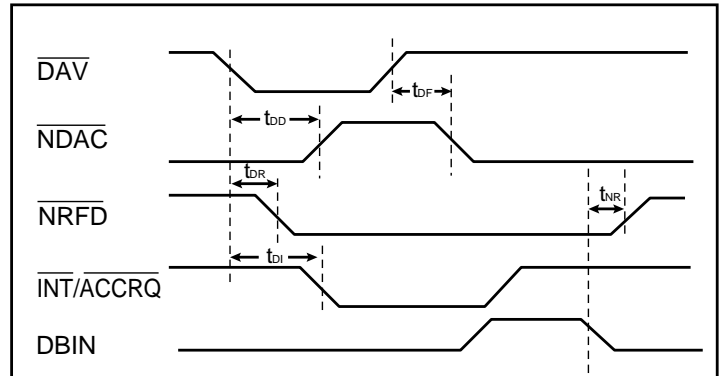 DAV
tDF
tDD
NDAC
tDR
tNR
NRFD
tDI
INT/ACCRQ
DBIN